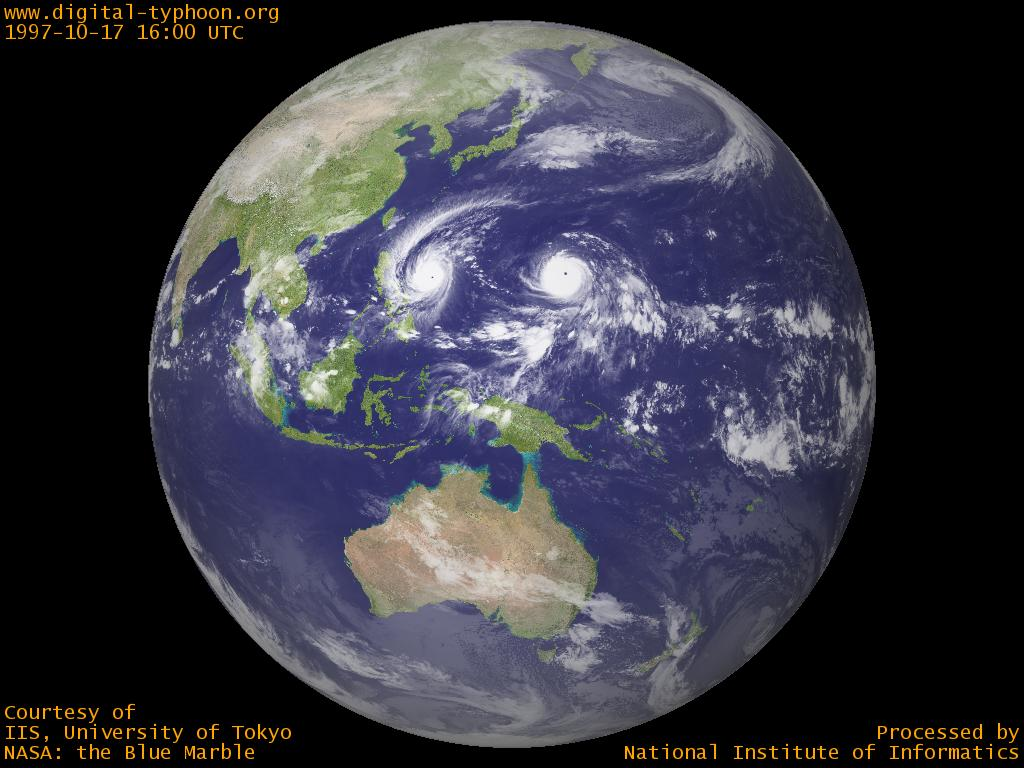 www.digital-typhoon.org
1997-10-17 16:00 UTC
Courtesy of
IIS, University of Tokyo
NASA: the Blue Marble
Processed by
National Institute of Informatics